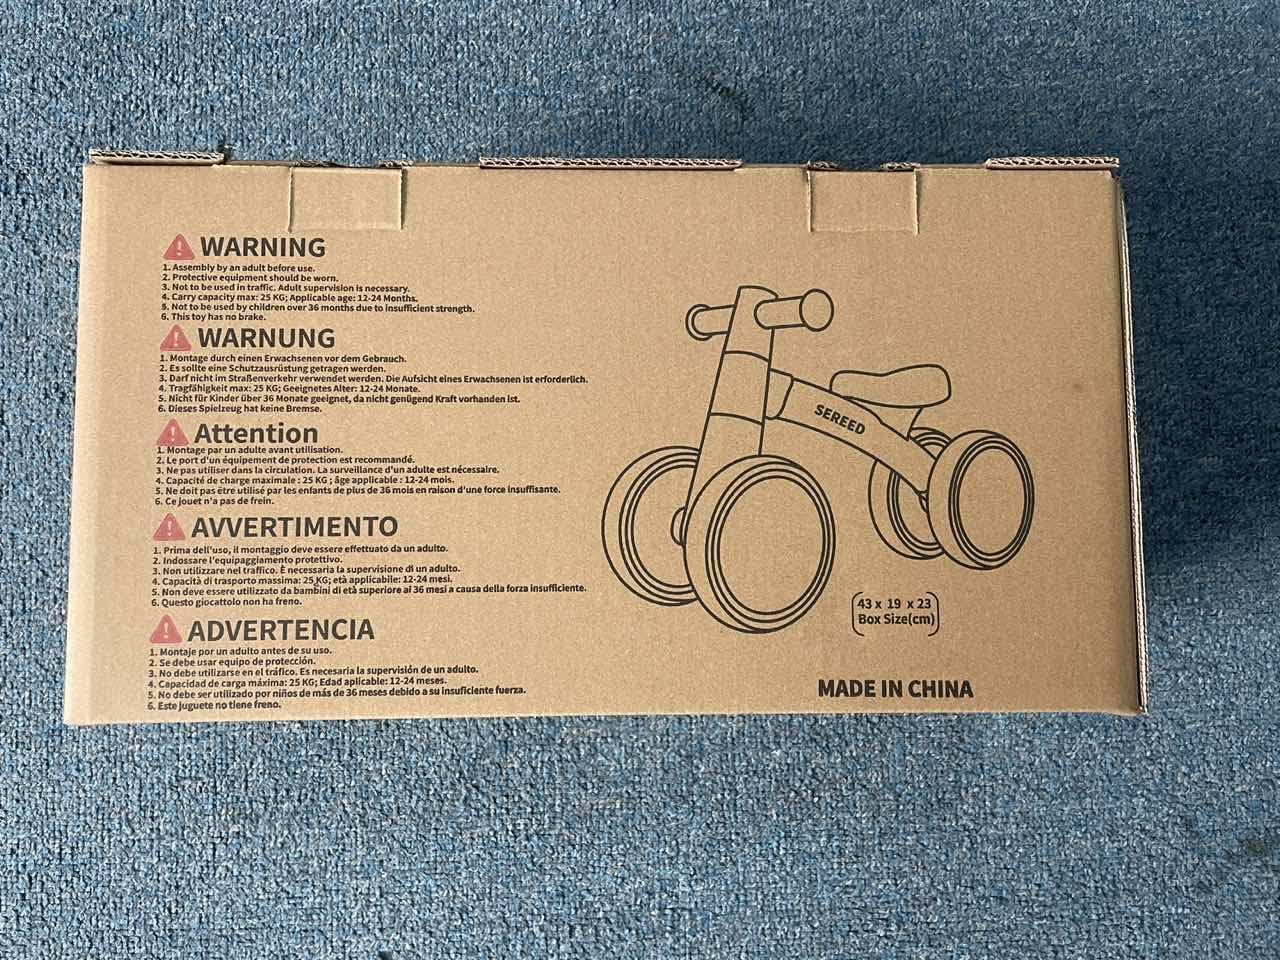 WARNING
1. Assembly by an adult before use.
2. Protective equipment should be worn.
3. Not to be used in traffic. Adult supervision is necessary.
4. Carry capacity max: 25 KG; Applicable age: 12-24 Months.
5. Not to be used by children over 36 months due to insufficient strength.
6. This toy has no brake.
WARNUNG
1. Montage durch einen Erwachsenen vor dem Gebrauch.
2. Es sollte eine Schutzausrüstung getragen werden.
3. Darf nicht im Straßenverkehr verwendet werden. Die Aufsicht eines Erwachsenen ist erforderlich.
4. Tragfähigkeit max: 25 KG; Geeignetes Alter: 12-24 Monate.
5. Nicht für Kinder über 36 Monate geeignet, da nicht genügend Kraft vorhanden ist.
6. Dieses Spielzeug hat keine Bremse.
Attention
1. Montage par un adulte avant utilisation.
2. Le port d'un équipement de protection est recommandé.
3. Ne pas utiliser dans la circulation. La surveillance d'un adulte est nécessaire.
4. Capacité de charge maximale : 25 KG ; âge applicable : 12-24 mois.
5. Ne doit pas être utilisé par les enfants de plus de 36 mois en raison d'une force insuffisante.
6. Ce jouet n'a pas de frein.
AVVERTIMENTO
1. Prima dell'uso, il montaggio deve essere effettuato da un adulto.
2. Indossare l'equipaggiamento protettivo.
3. Non utilizzare nel traffico. È necessaria la supervisione di un adulto.
4. Capacità di trasporto massima: 25 KG; età applicabile: 12-24 mesi.
5. Non deve essere utilizzato da bambini di età superiore ai 36 mesi a causa della forza insufficiente.
6. Questo giocattolo non ha freno.
ADVERTENCIA
1. Montaje por un adulto antes de su uso.
2. Se debe usar equipo de protección.
3. No debe utilizarse en el tráfico. Es necesaria la supervisión de un adulto.
4. Capacidad de carga máxima: 25 KG; Edad aplicable: 12-24 meses.
5. No debe ser utilizado por niños de más de 36 meses debido a su insuficiente fuerza.
6. Este juguete no tiene freno.
SEREED
43 x 19 x 23
Box Size(cm)
MADE IN CHINA